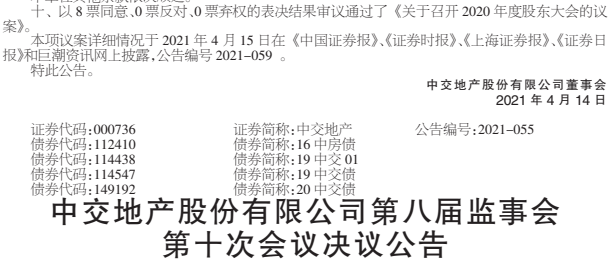 十、以 8 票同意、0 票反对、0 票弃权的表决结果审议通过了《关于召开 2020 年度股东大会的议
案》。
本项议案详细情况于 2021 年 4 月 15 日在《中国证券报》、《证券时报》、《上海证券报》、《证券日
报》和巨潮资讯网上披露,公告编号 2021-059 。
特此公告。
中交地产股份有限公司董事会
2021 年 4 月 14 日
证券代码:000736 证券简称:中交地产 公告编号:2021-055
债券代码:112410 债券简称:16 中房债
债券代码:114438 债券简称:19 中交 01
债券代码:114547 债券简称:19 中交债
债券代码:149192 债券简称:20 中交债
中交地产股份有限公司第八届监事会
第十次会议决议公告